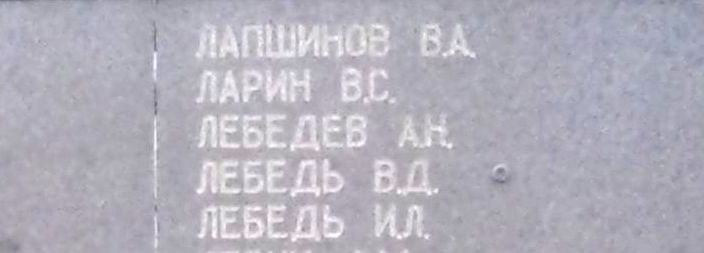 ЛАПШИНОВ В.А.
ЛАРИН В.С.
ЛЕБЕДЕВ А.Н.
ЛЕБЕДЬ В.Д.
ЛЕБЕДЬ И.Л.